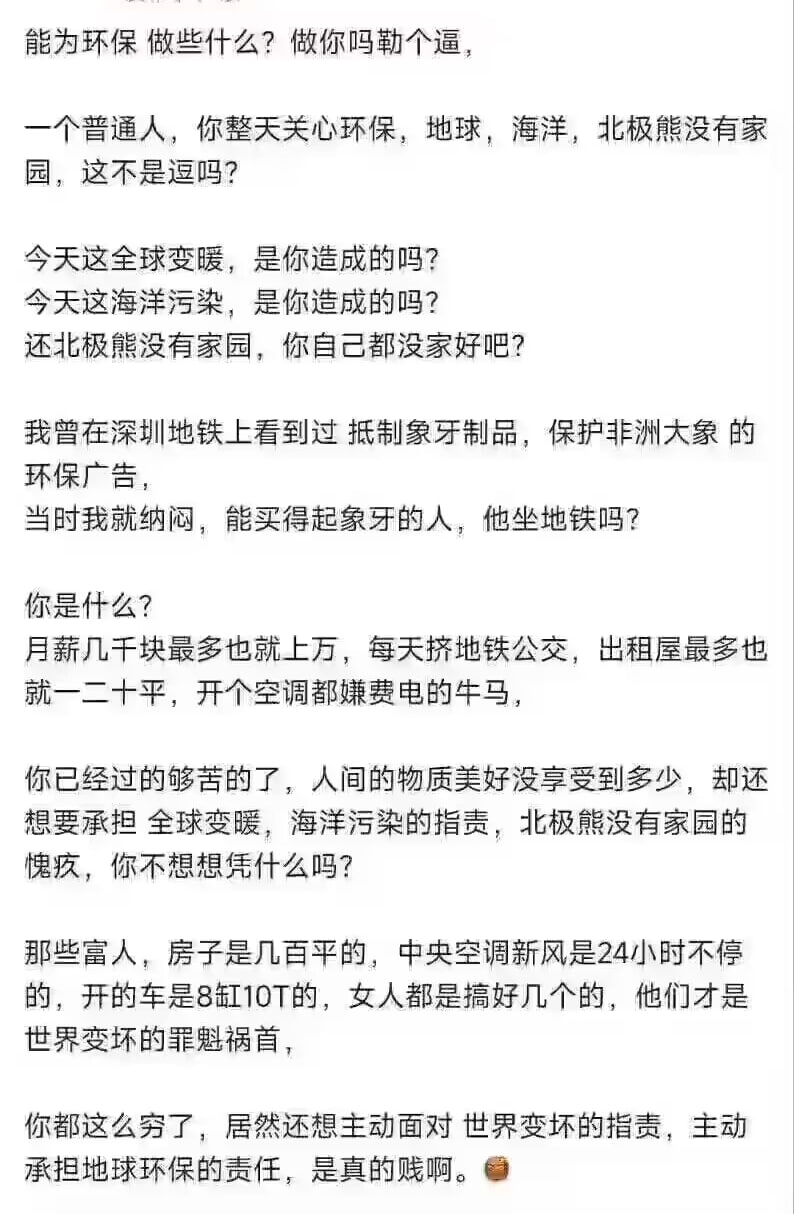 能为环保 做些什么？做你吗勒个逼，
一个普通人，你整天关心环保，地球，海洋，北极熊没有家
园，这不是逗吗？
今天这全球变暖，是你造成的吗？
今天这海洋污染，是你造成的吗？
还北极熊没有家园，你自己都没家好吧？
我曾在深圳地铁上看到过 抵制象牙制品，保护非洲大象 的
环保广告，
当时我就纳闷，能买得起象牙的人，他坐地铁吗？
你是什么？
月薪几千块最多也就上万，每天挤地铁公交，出租屋最多也
就一二十平，开个空调都嫌费电的牛马，
你已经过的够苦的了，人间的物质美好没享受到多少，却还
想要承担 全球变暖，海洋污染的指责，北极熊没有家园的
愧疚，你不想想凭什么吗？
那些富人，房子是几百平的，中央空调新风是24小时不停
的，开的车是8缸10T的，女人都是搞好几个的，他们才是
世界变坏的罪魁祸首，
你都这么穷了，居然还想主动面对 世界变坏的指责，主动
承担地球环保的责任，是真的贱啊。